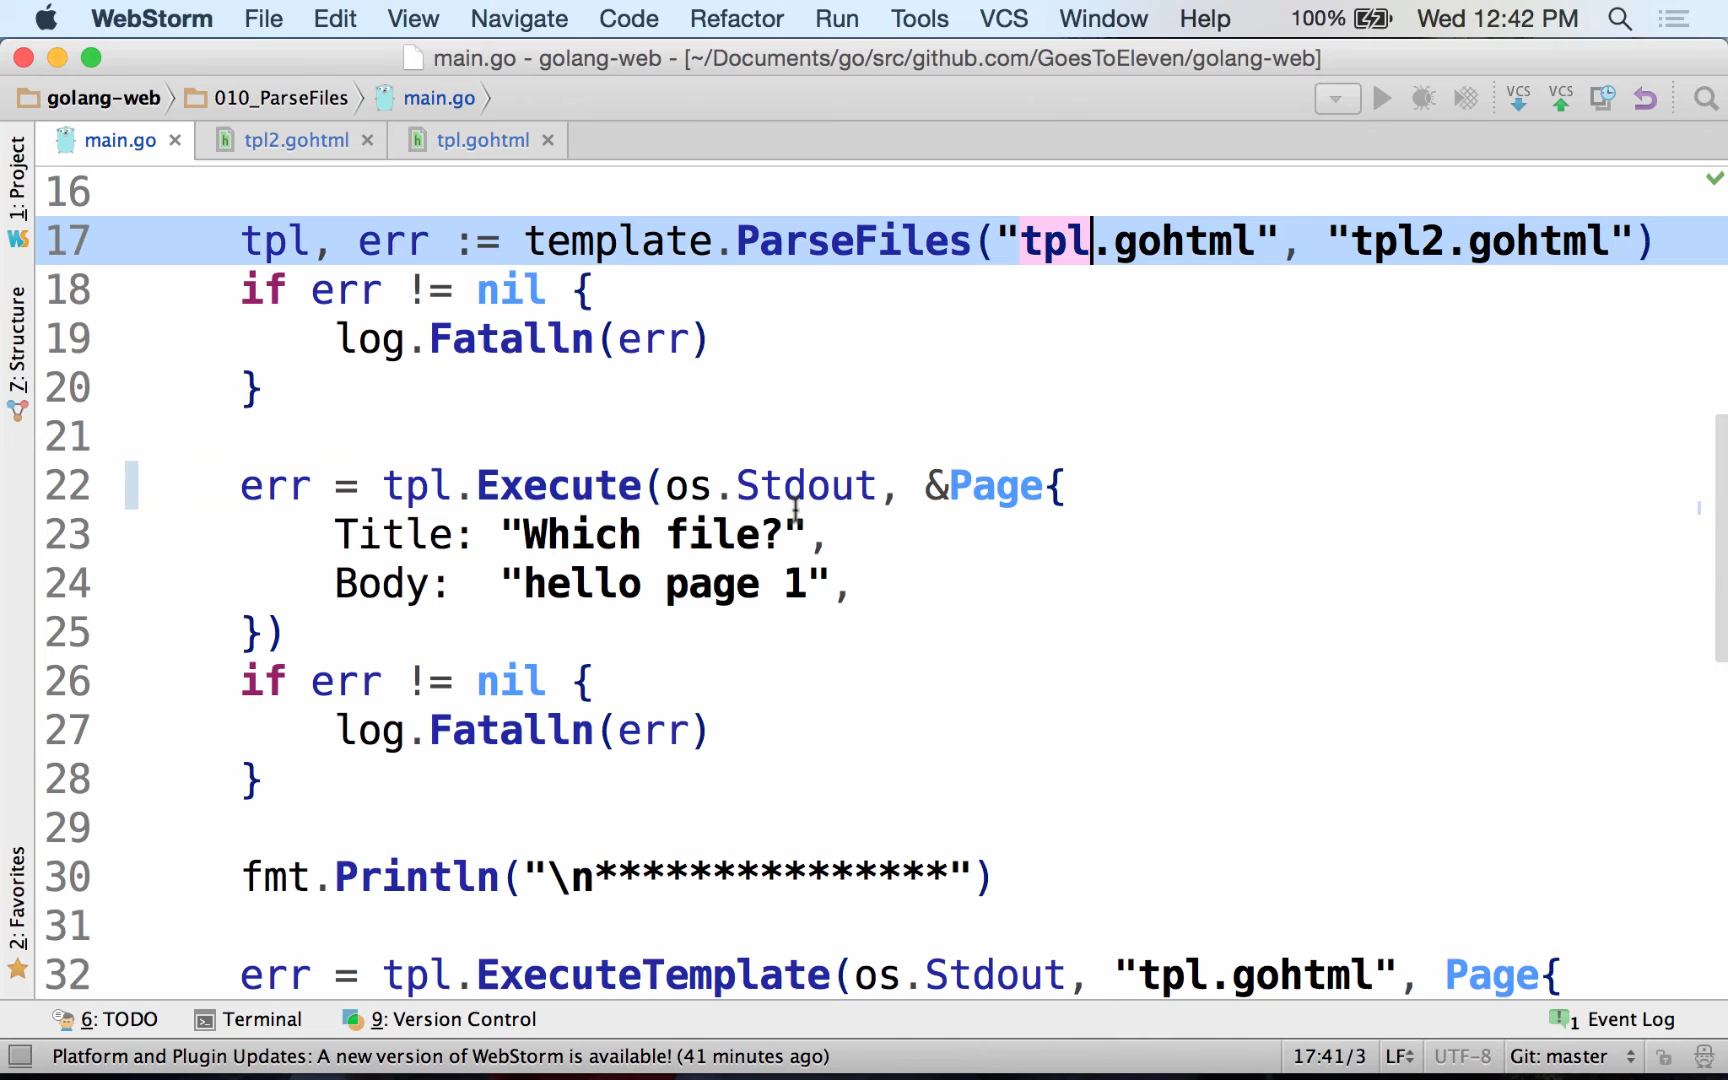 WebStorm File Edit View Navigate Code Refactor Run Tools VCS Window Help 100% Wed 12:42 PM
main.go - golang-web - [~/Documents/go/src/github.com/GoesToEleven/golang-web]
golang-web 010_ParseFiles main.go VCS VCS
main.go tpl2.gohtml tpl.gohtml
1: Project
7: Structure
2: Favorites
16
17 tpl, err := template.ParseFiles("tpl.gohtml", "tpl2.gohtml")
18 if err != nil {
19 log.Fatalln(err)
20 }
21
22 err = tpl.Execute(os.Stdout, &Page{
23 Title: "Which file?",
24 Body: "hello page 1",
25 })
26 if err != nil {
27 log.Fatalln(err)
28 }
29
30 fmt.Println("\n***************")
31
32 err = tpl.ExecuteTemplate(os.Stdout, "tpl.gohtml", Page{
6: TODO Terminal 9: Version Control 1 Event Log
Platform and Plugin Updates: A new version of WebStorm is available! (41 minutes ago) 17:41/3 LF UTF-8 Git: master